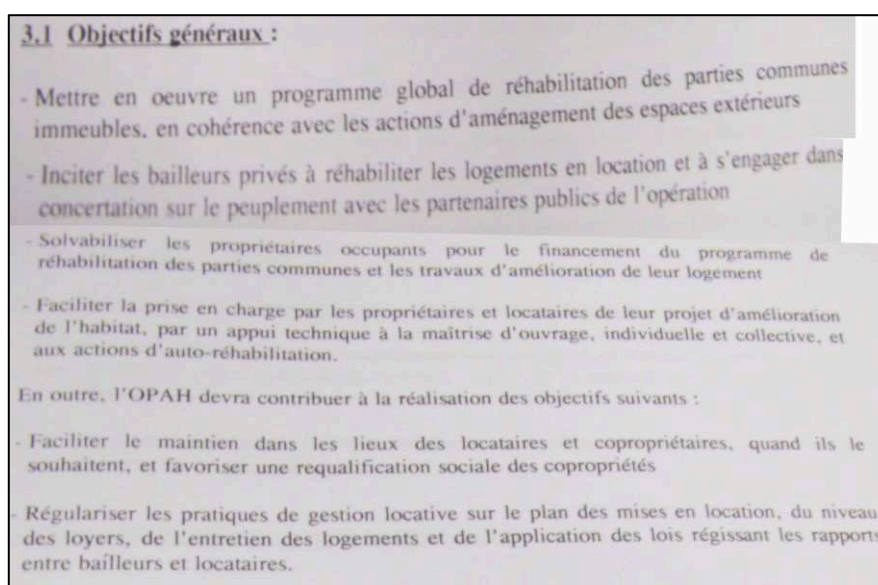 3.1 Objectifs généraux :
- Mettre en oeuvre un programme global de réhabilitation des parties communes
immeubles, en cohérence avec les actions d'aménagement des espaces extérieurs
- Inciter les bailleurs privés à réhabiliter les logements en location et à s'engager dans
concertation sur le peuplement avec les partenaires publics de l'opération
- Solvabiliser les propriétaires occupants pour le financement du programme de
réhabilitation des parties communes et les travaux d'amélioration de leur logement
- Faciliter la prise en charge par les propriétaires et locataires de leur projet d'amélioration
de l'habitat, par un appui technique à la maîtrise d'ouvrage, individuelle et collective, et
aux actions d'auto-réhabilitation.
En outre, l'OPAH devra contribuer à la réalisation des objectifs suivants :
- Faciliter le maintien dans les lieux des locataires et copropriétaires, quand ils le
souhaitent, et favoriser une requalification sociale des copropriétés
- Régulariser les pratiques de gestion locative sur le plan des mises en location, du niveau
des loyers, de l'entretien des logements et de l'application des lois régissant les rapports
entre bailleurs et locataires.